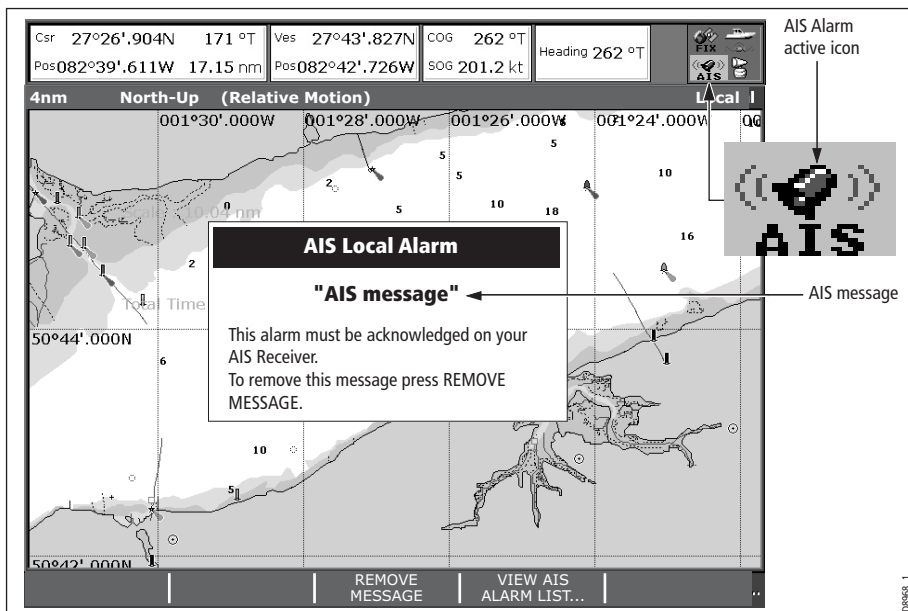 Csr 27°26'.904N 171 °T
Pos 082°39'.611W 17.15 nm
Ves 27°43'.827N
Pos 082°42'.726W
COG 262 °T
SOG 201.2 kt
Heading 262 °T
FIX
AIS
AIS Alarm
active icon
4nm North-Up (Relative Motion) Local
001°30'.000W 001°28'.000W 001°26'.000W 001°24'.000W
5
5
2
5
10
0
5
10
18
Scale 10.04 nm
16
AIS
AIS Local Alarm
2
"AIS message"
AIS message
Total Time
This alarm must be acknowledged on your
AIS Receiver.
To remove this message press REMOVE
MESSAGE.
50°44'.000N
6
10
5
50°42'.000N
REMOVE
MESSAGE
VIEW AIS
ALARM LIST...
D8968_1